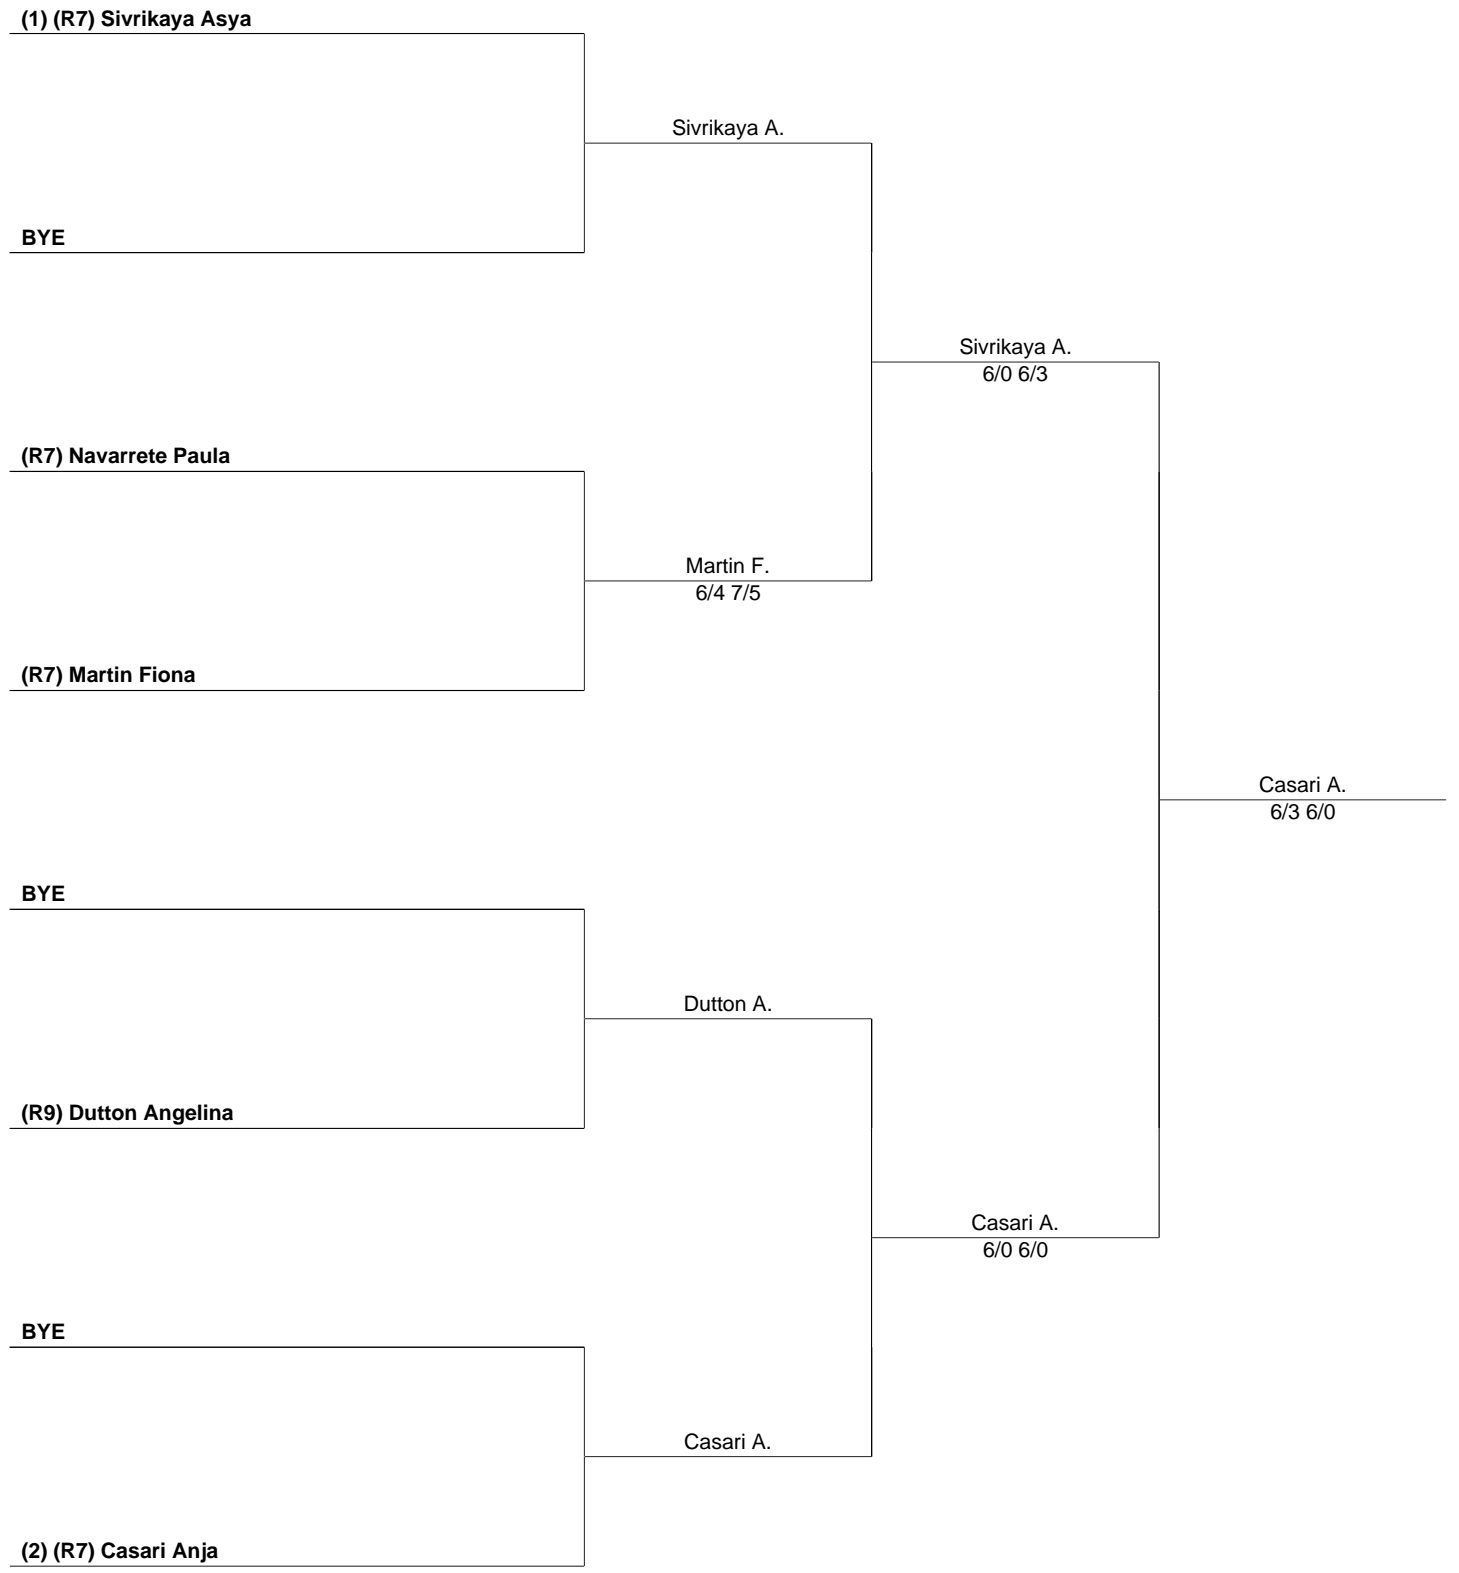 (1) (R7) Sivrikaya Asya
Sivrikaya A.
BYE
Sivrikaya A.
6/0 6/3
(R7) Navarrete Paula
Martin F.
6/4 7/5
(R7) Martin Fiona
Casari A.
6/3 6/0
BYE
Dutton A.
(R9) Dutton Angelina
Casari A.
6/0 6/0
BYE
Casari A.
(2) (R7) Casari Anja